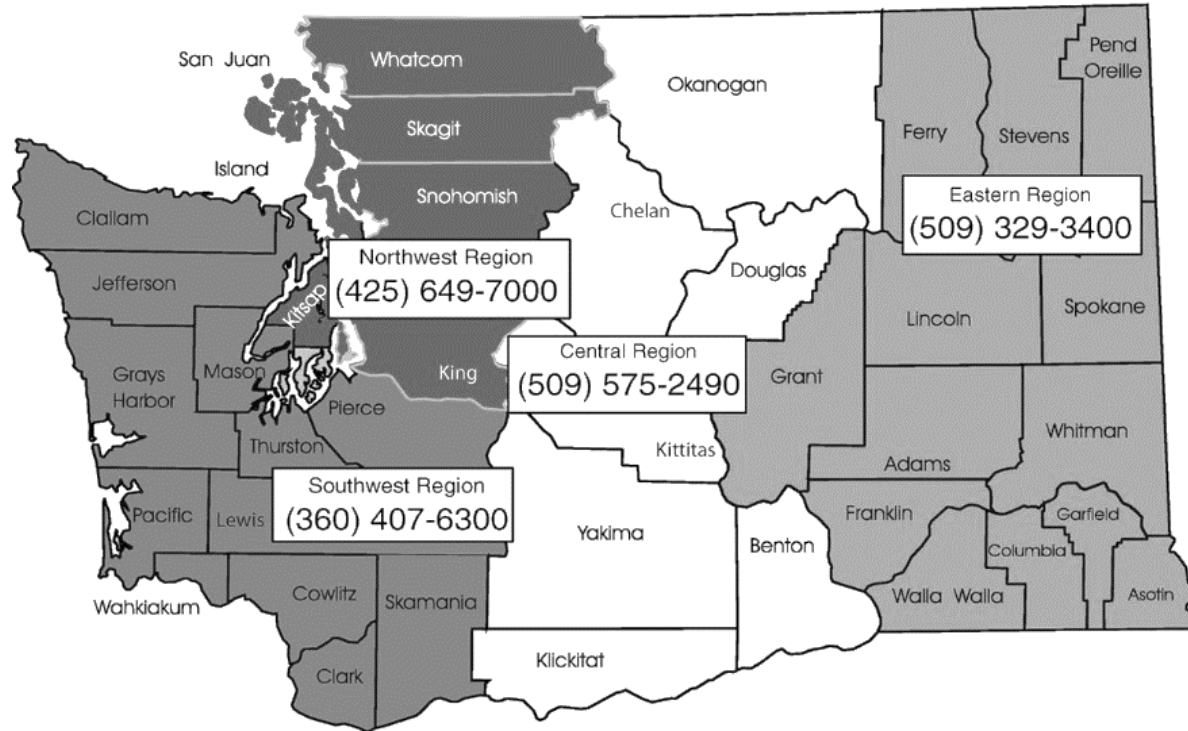 Whatcom
San Juan
Okanogan
Pend
Oreille
Skagit
Ferry
Stevens
Island
Snohomish
Chelan
Clallam
Eastern Region
(509) 329-3400
Northwest Region
(425) 649-7000
Jefferson
Kitsap
Douglas
Lincoln
Spokane
Central Region
(509) 575-2490
Grays
Harbor
Mason
King
Grant
Pierce
Thurston
Kittitas
Adams
Whitman
Southwest Region
(360) 407-6300
Pacific
Lewis
Yakima
Benton
Franklin
Garfield
Columbia
Wahkiakum
Cowlitz
Skamania
Walla Walla
Asotin
Klickitat
Clark